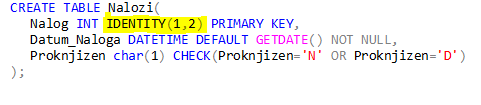 CREATE TABLE Nalozi(
Nalog INT IDENTITY(1,2) PRIMARY KEY,
Datum_Naloga DATETIME DEFAULT GETDATE() NOT NULL,
Proknjizen char(1) CHECK(Proknjizen='N' OR Proknjizen='D')
);